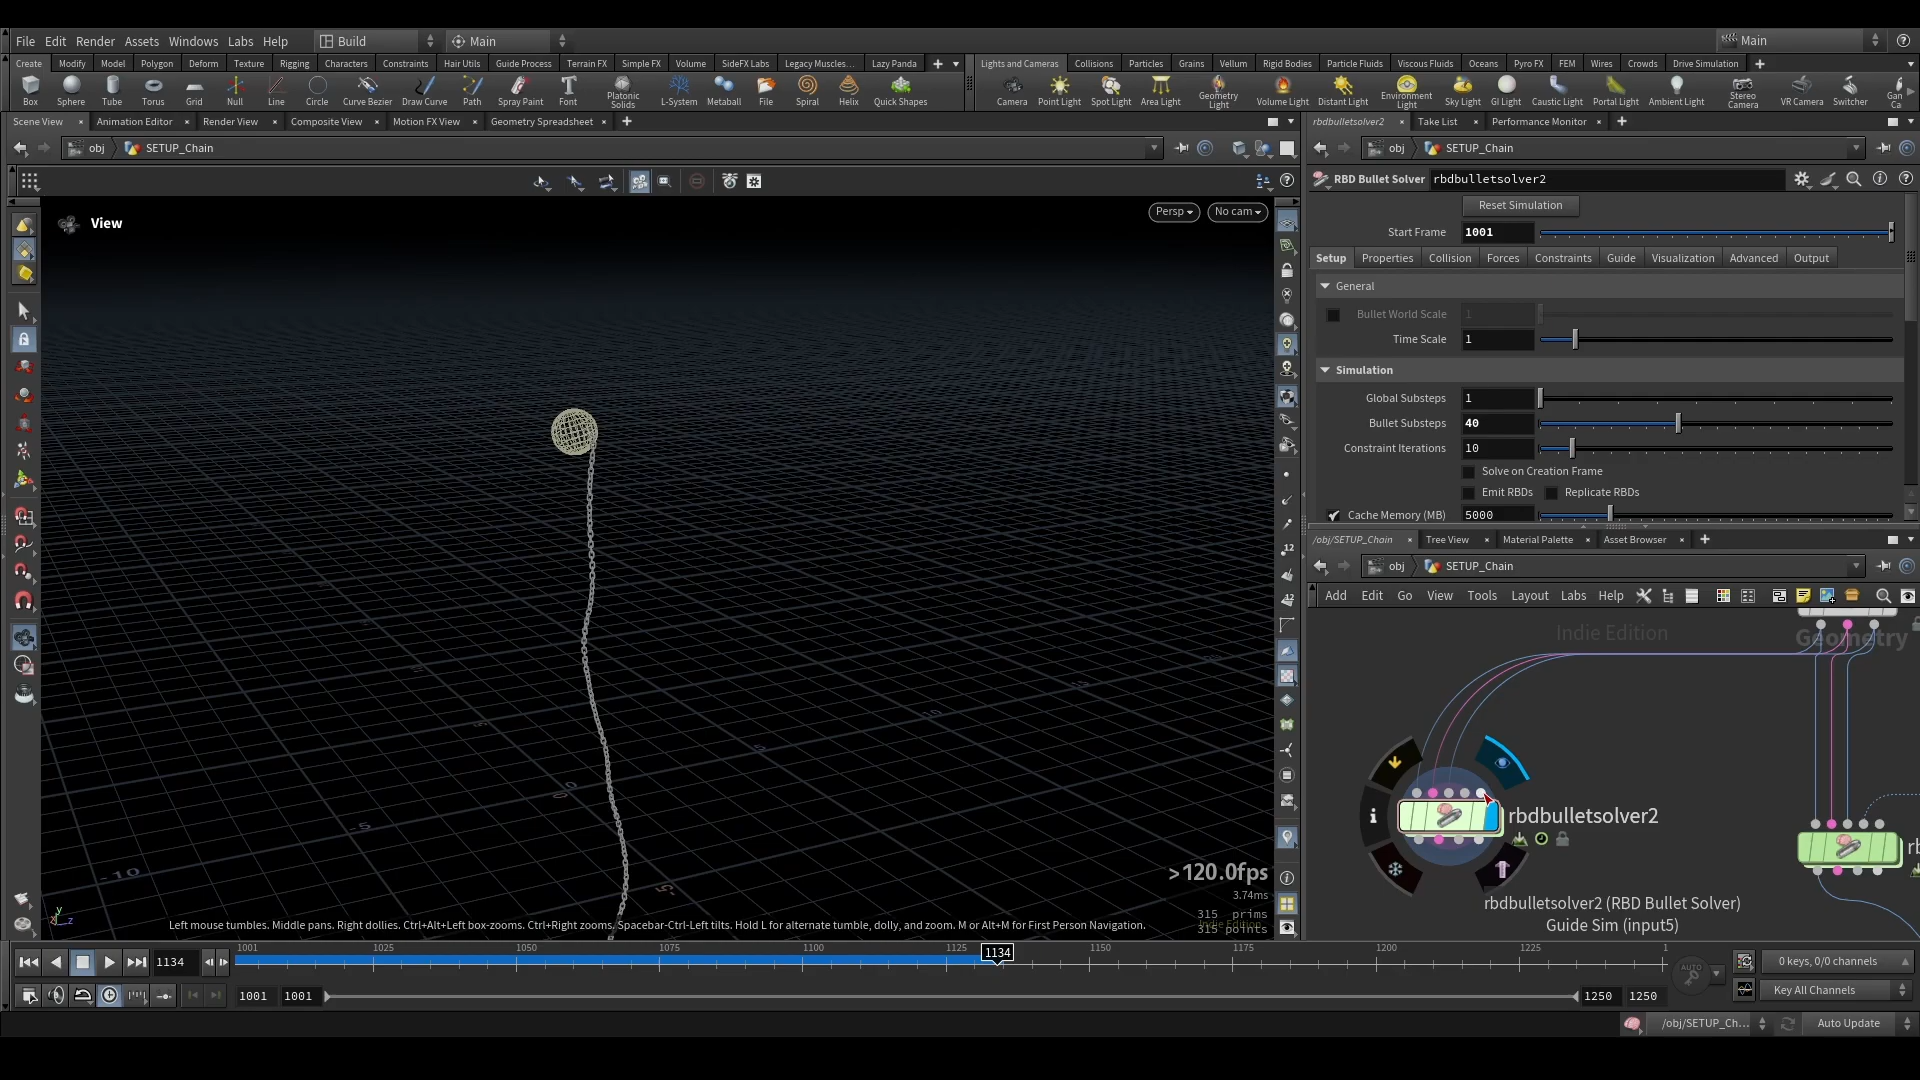 File Edit Render Assets Windows Labs Help Build Main Main
Create Modify Model Polygon Deform Texture Rigging Characters Constraints Hair Utils Guide Process Terrain FX Simple FX Volume SideFX Labs Legacy Muscles... Lazy Panda
Lights and Cameras Collisions Particles Grains Vellum Rigid Bodies Particle Fluids Viscous Fluids Oceans Pyro FX FEM Wires Crowds Drive Simulation
Box Sphere Tube Torus Grid Null Line Circle Curve Bezier Draw Curve Path Spray Paint Font Platonic Solids L-System Metaball File Spiral Helix Quick Shapes
Camera Point Light Spot Light Area Light Geometry Light Volume Light Distant Light Environment Light Sky Light GI Light Caustic Light Portal Light Ambient Light Stereo Camera VR Camera Switcher Gan Ca
Scene View Animation Editor Render View Composite View Motion FX View Geometry Spreadsheet
rbdbulletsolver2 Take List Performance Monitor
obj SETUP_Chain
obj SETUP_Chain
RBD Bullet Solver rbdbulletsolver2
View
Persp No cam
Reset Simulation
Start Frame 1001
Setup Properties Collision Forces Constraints Guide Visualization Advanced Output
General
Bullet World Scale 1
Time Scale 1
Simulation
Global Substeps 1
Bullet Substeps 40
Constraint Iterations 10
Solve on Creation Frame
Emit RBDs Replicate RBDs
Cache Memory (MB) 5000
/obj/SETUP_Chain Tree View Material Palette Asset Browser
obj SETUP_Chain
Add Edit Go View Tools Layout Labs Help
Indie Edition
Geometry
rbdbulletsolver2
rb
rbdbulletsolver2 (RBD Bullet Solver)
Guide Sim (input5)
>120.0fps
3.74ms
315 prims
Indie Edition
315 points
Left mouse tumbles. Middle pans. Right dollies. Ctrl+Alt+Left box-zooms. Ctrl+Right zooms. Spacebar-Ctrl-Left tilts. Hold L for alternate tumble, dolly, and zoom. M or Alt+M for First Person Navigation.
1134
1001 1025 1050 1075 1100 1125 1134 1150 1175 1200 1225 1
0 keys, 0/0 channels
1001 1001 1250 1250
AUTO
Key All Channels
/obj/SETUP_Ch... Auto Update